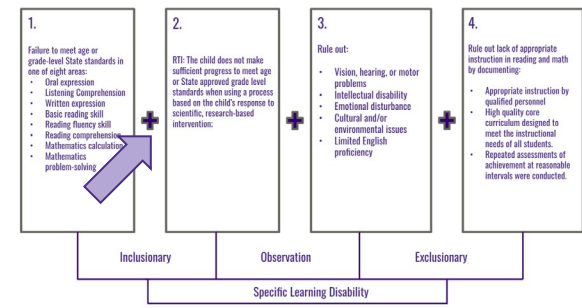 1.
Failure to meet age or
grade-level State standards in
one of eight areas:
• Oral expression
• Listening Comprehension
• Written expression
• Basic reading skill
• Reading fluency skill
• Reading comprehension
• Mathematics calculation
• Mathematics
problem-solving
2.
RTI: The child does not make
sufficient progress to meet age
or State approved grade level
standards when using a process
based on the child's response to
scientific, research-based
intervention;
3.
Rule out:
• Vision, hearing, or motor
problems
• Intellectual disability
• Emotional disturbance
• Cultural and/or
environmental issues
• Limited English
proficiency
4.
Rule out lack of appropriate
instruction in reading and math
by documenting:
• Appropriate instruction by
qualified personnel
• High quality core
curriculum designed to
meet the instructional
needs of all students.
• Repeated assessments of
achievement at reasonable
intervals were conducted.
Inclusionary
Observation
Exclusionary
Specific Learning Disability